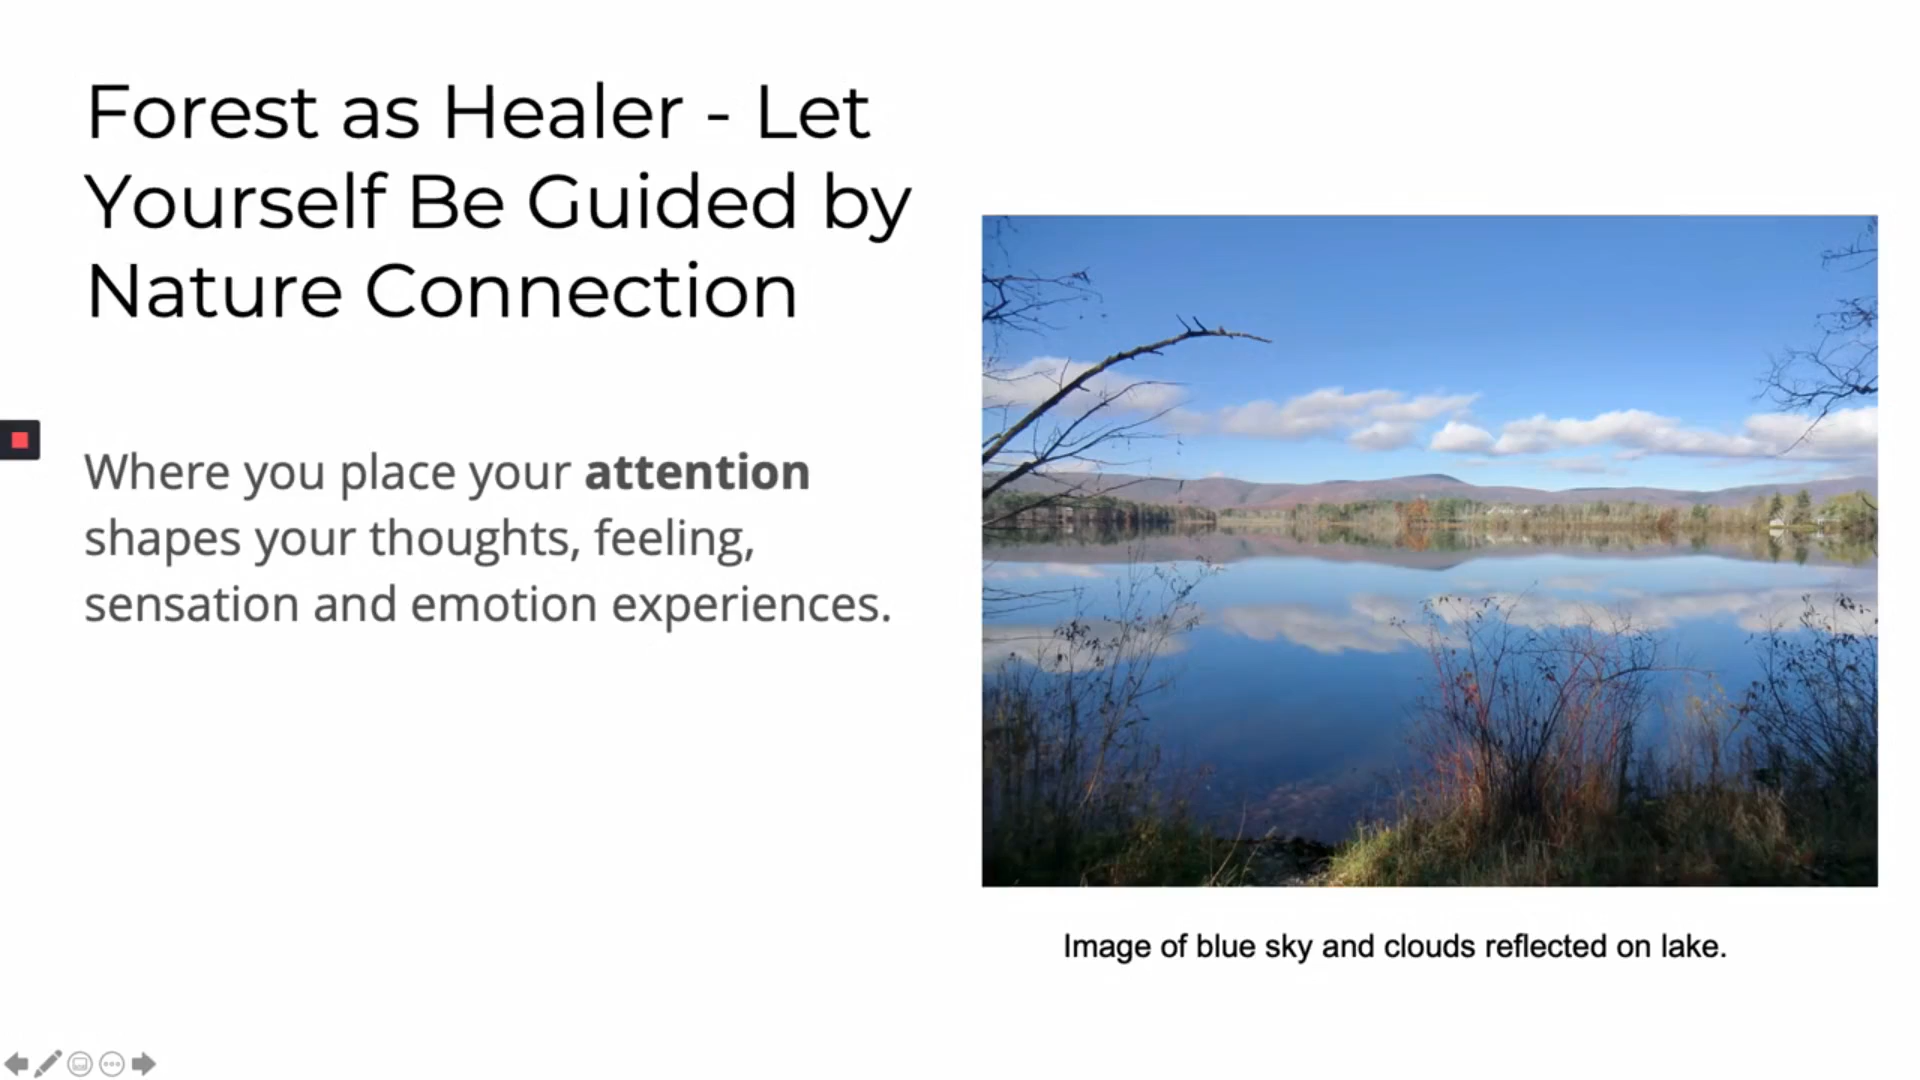 Forest as Healer - Let
Yourself Be Guided by
Nature Connection
Where you place your attention
shapes your thoughts, feeling,
sensation and emotion experiences.
Image of blue sky and clouds reflected on lake.